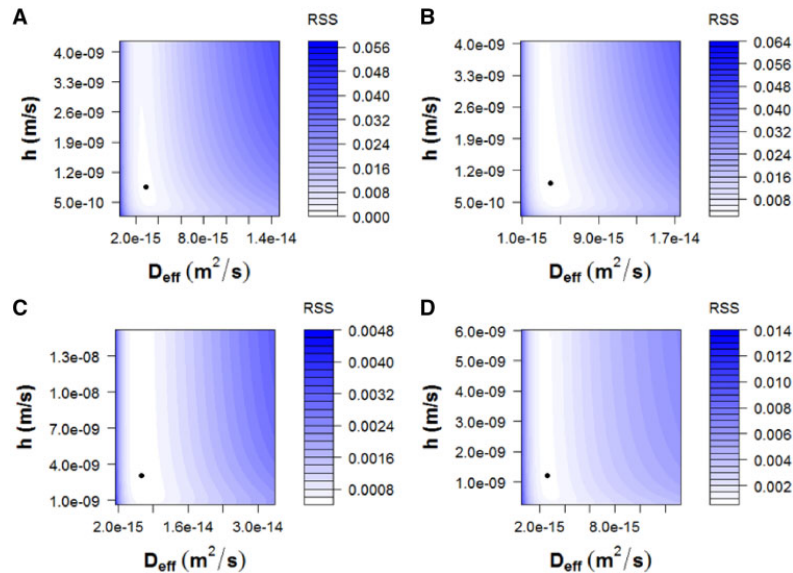 A
RSS
h (m/s)
4.0e-09
3.3e-09
2.6e-09
1.9e-09
1.2e-09
5.0e-10
2.0e-15 8.0e-15 1.4e-14
D_eff (m²/s)
0.056
0.048
0.040
0.032
0.024
0.016
0.008
0.000
B
RSS
h (m/s)
4.0e-09
3.3e-09
2.6e-09
1.9e-09
1.2e-09
5.0e-10
1.0e-15 9.0e-15 1.7e-14
D_eff (m²/s)
0.064
0.056
0.048
0.040
0.032
0.024
0.016
0.008
C
RSS
h (m/s)
1.3e-08
1.0e-08
7.0e-09
4.0e-09
1.0e-09
2.0e-15 1.6e-14 3.0e-14
D_eff (m²/s)
0.0048
0.0040
0.0032
0.0024
0.0016
0.0008
D
RSS
h (m/s)
6.0e-09
5.0e-09
4.0e-09
3.0e-09
2.0e-09
1.0e-09
2.0e-15 8.0e-15
D_eff (m²/s)
0.014
0.012
0.010
0.008
0.006
0.004
0.002